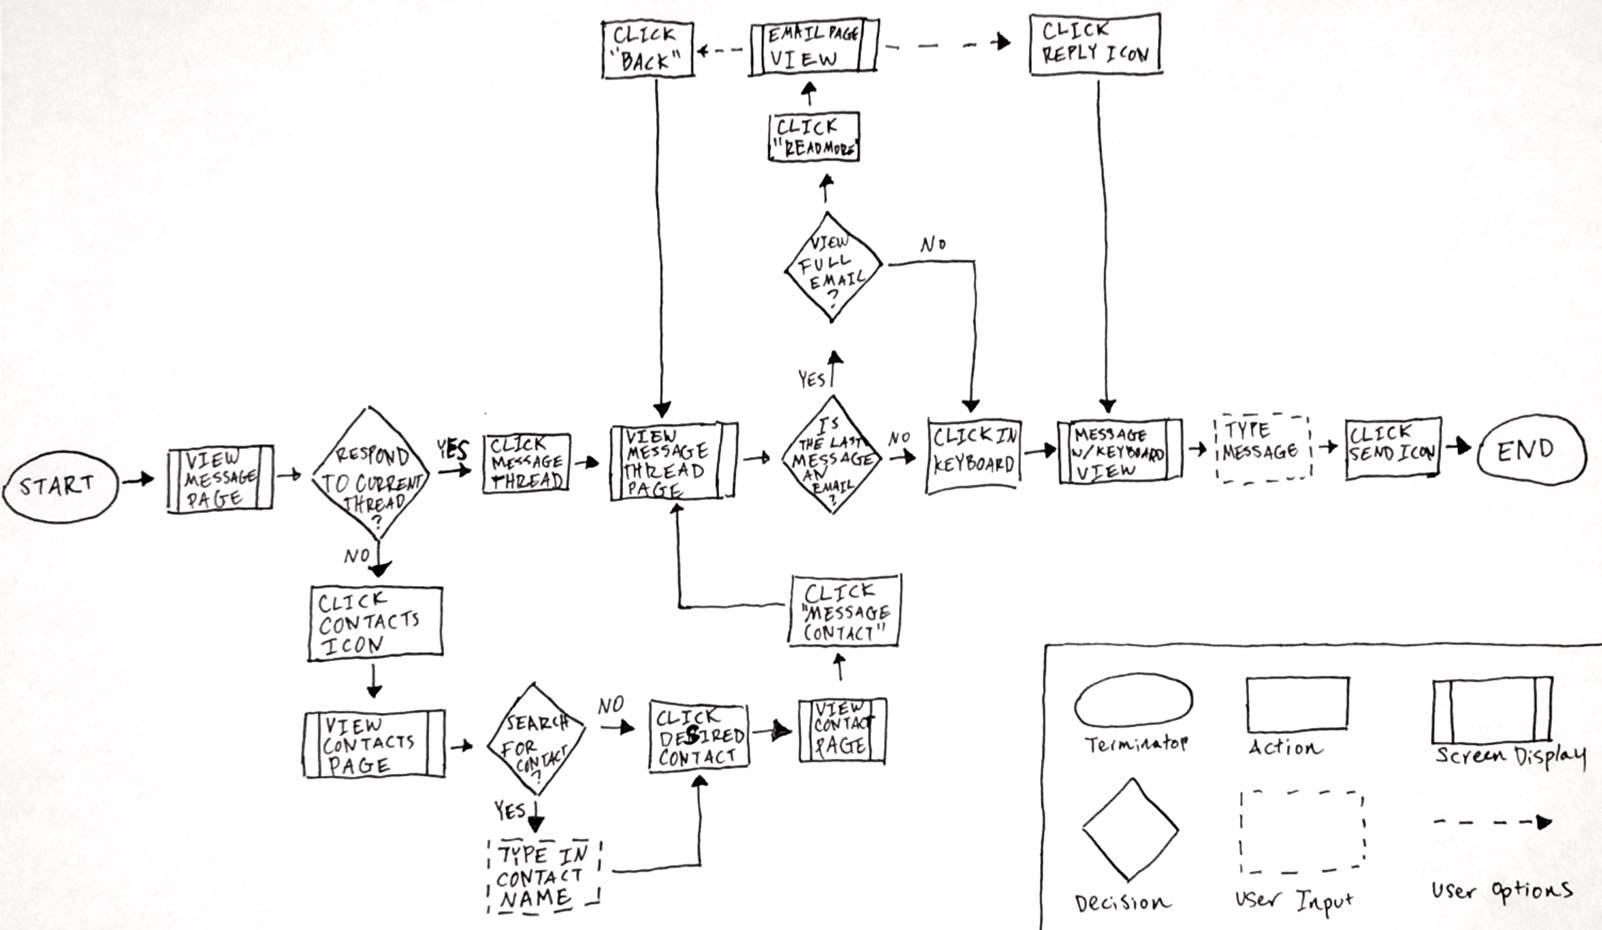 CLICK
"BACK"
EMAIL PAGE
VIEW
CLICK
REPLY ICON
CLICK
"READ MORE"
VIEW
FULL
EMAIL
?
NO
YES
START
VIEW
MESSAGE
PAGE
RESPOND
TO CURRENT
THREAD
?
YES
CLICK
MESSAGE
THREAD
VIEW
MESSAGE
THREAD
PAGE
IS
THE LAST
MESSAGE
AN
EMAIL
?
NO
CLICK IN
KEYBOARD
MESSAGE
W/KEYBOARD
VIEW
TYPE
MESSAGE
CLICK
SEND ICON
END
NO
CLICK
CONTACTS
ICON
CLICK
"MESSAGE
CONTACT"
VIEW
CONTACTS
PAGE
SEARCH
FOR
CONTACT
?
NO
CLICK
DESIRED
CONTACT
VIEW
CONTACT
PAGE
YES
TYPE IN
CONTACT
NAME
Terminator
Action
Screen Display
Decision
User Input
User Options